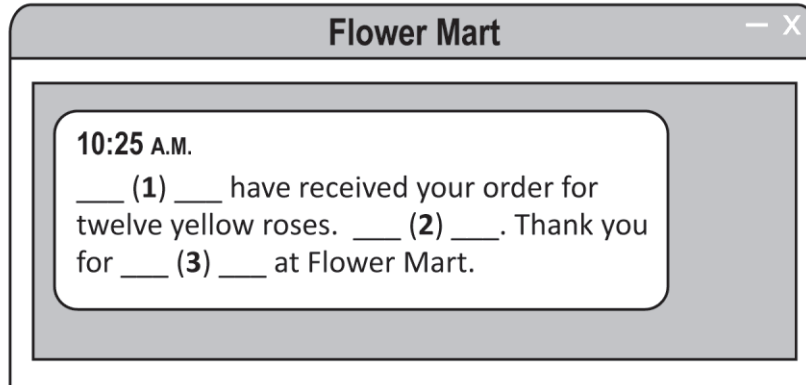 Flower Mart
– X
10:25 A.M.
___ (1) ___ have received your order for
twelve yellow roses. ___ (2) ___. Thank you
for ___ (3) ___ at Flower Mart.